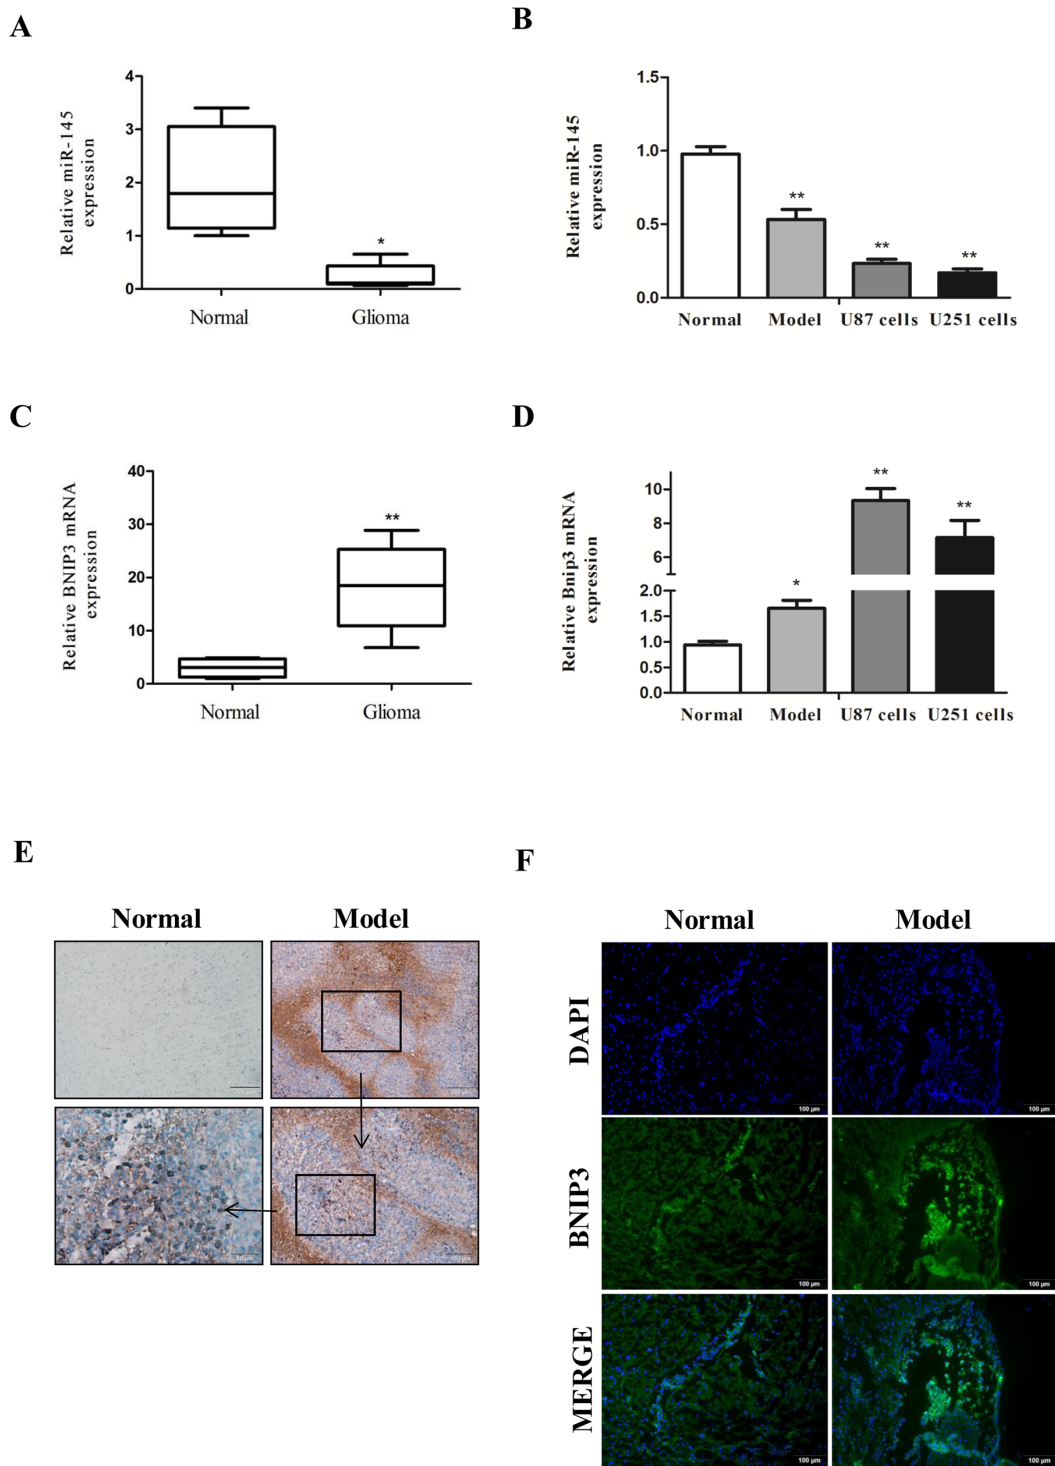 A
Relative miR-145
expression
4
3
2
1
0
*
Normal
Glioma
B
Relative miR-145
expression
1.5
1.0
0.5
0.0
**
**
**
Normal
Model
U87 cells
U251 cells
C
Relative BNIP3 mRNA
expression
40
30
20
10
0
**
Normal
Glioma
D
Relative Bnip3 mRNA
expression
10
8
6
2.0
1.5
1.0
0.5
0.0
*
**
**
Normal
Model
U87 cells
U251 cells
E
Normal
Model
F
Normal
Model
DAPI
100 μm
100 μm
BNIP3
100 μm
100 μm
MERGE
100 μm
100 μm